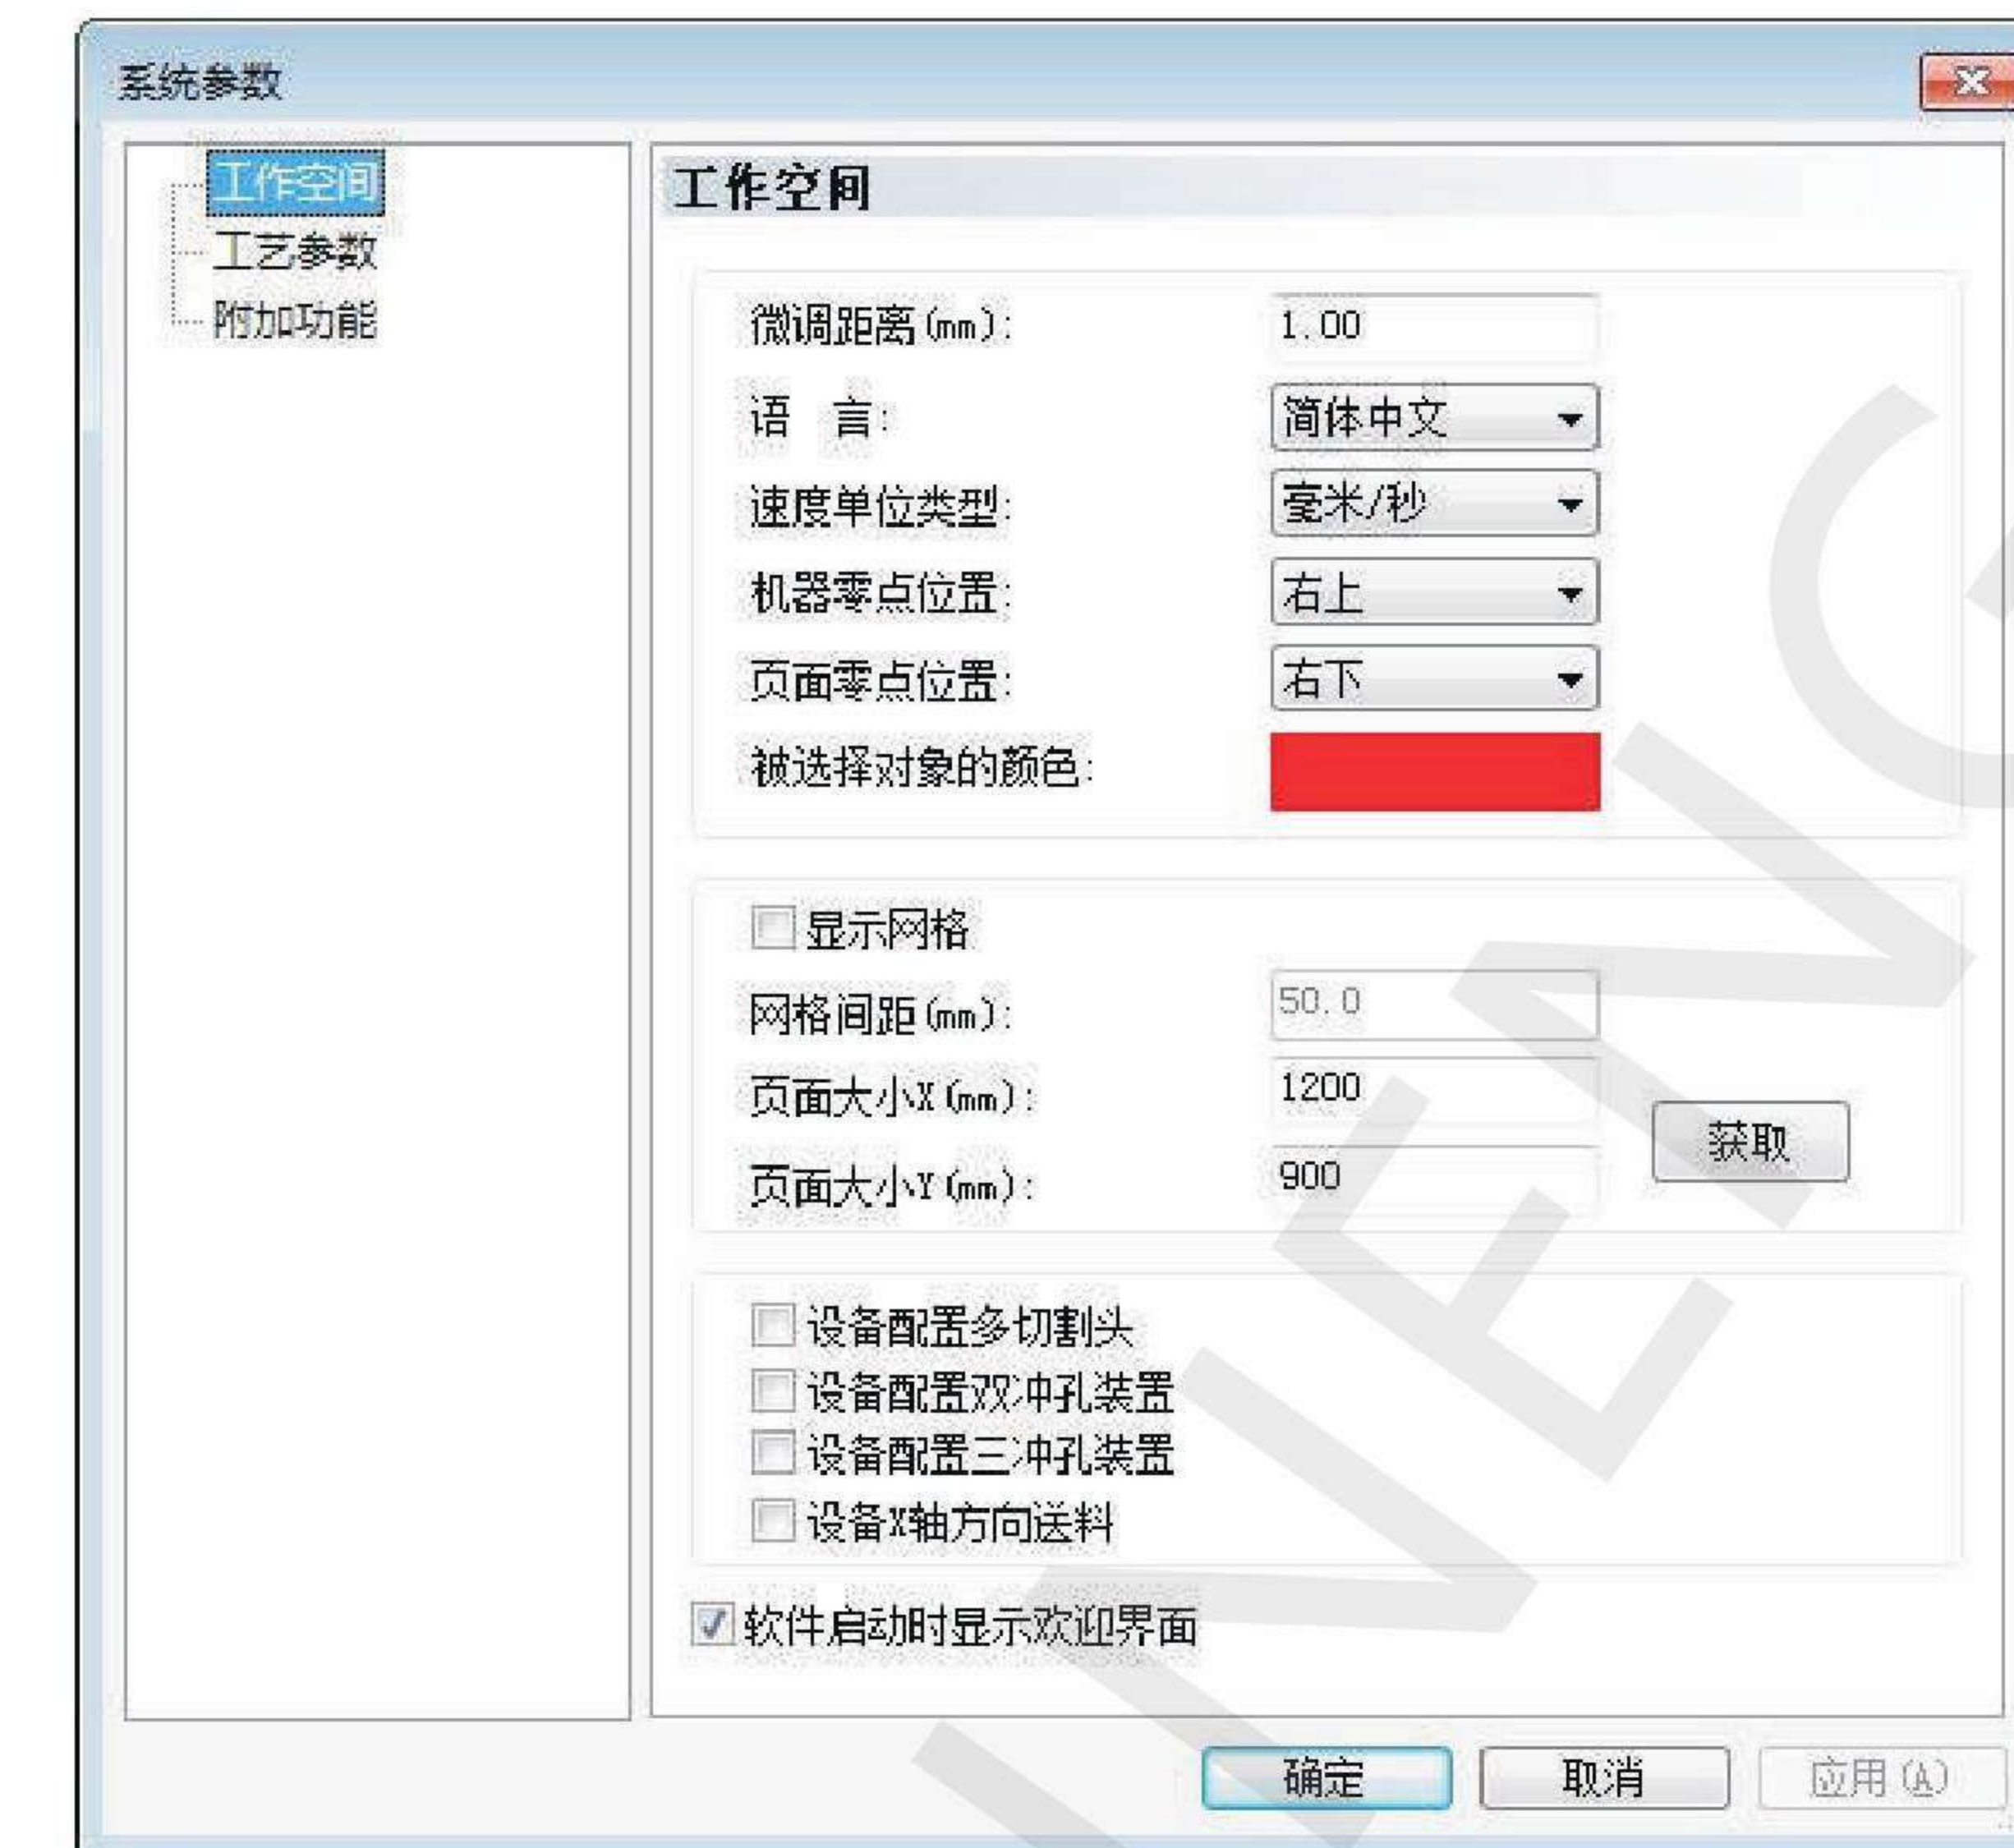 系统参数
工作空间
工艺参数
附加功能
工作空间
微调距离(mm): 1.00
语 言: 简体中文
速度单位类型: 毫米/秒
机器零点位置: 右上
页面零点位置: 右下
被选择对象的颜色:
显示网格
网格间距(mm): 50.0
页面大小X(mm): 1200
页面大小Y(mm): 900
获取
设备配置多切割头
设备配置双冲孔装置
设备配置三冲孔装置
设备X轴方向送料
软件启动时显示欢迎界面
确定 取消 应用(A)